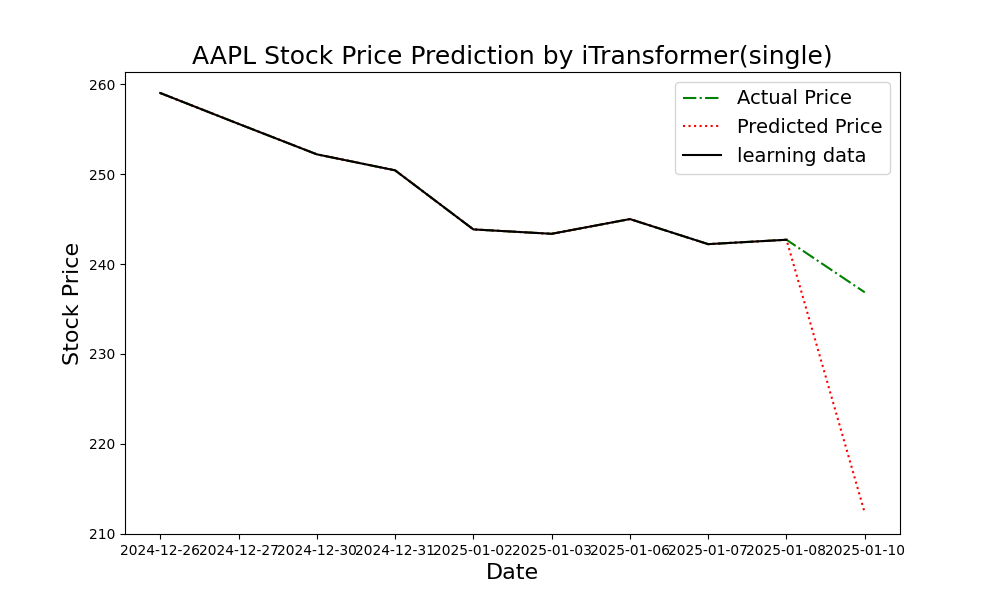 AAPL Stock Price Prediction by iTransformer(single)
Actual Price
Predicted Price
learning data
260
250
240
230
220
210
Stock Price
2024-12-26 2024-12-27 2024-12-30 2024-12-31 2025-01-02 2025-01-03 2025-01-06 2025-01-07 2025-01-08 2025-01-10
Date